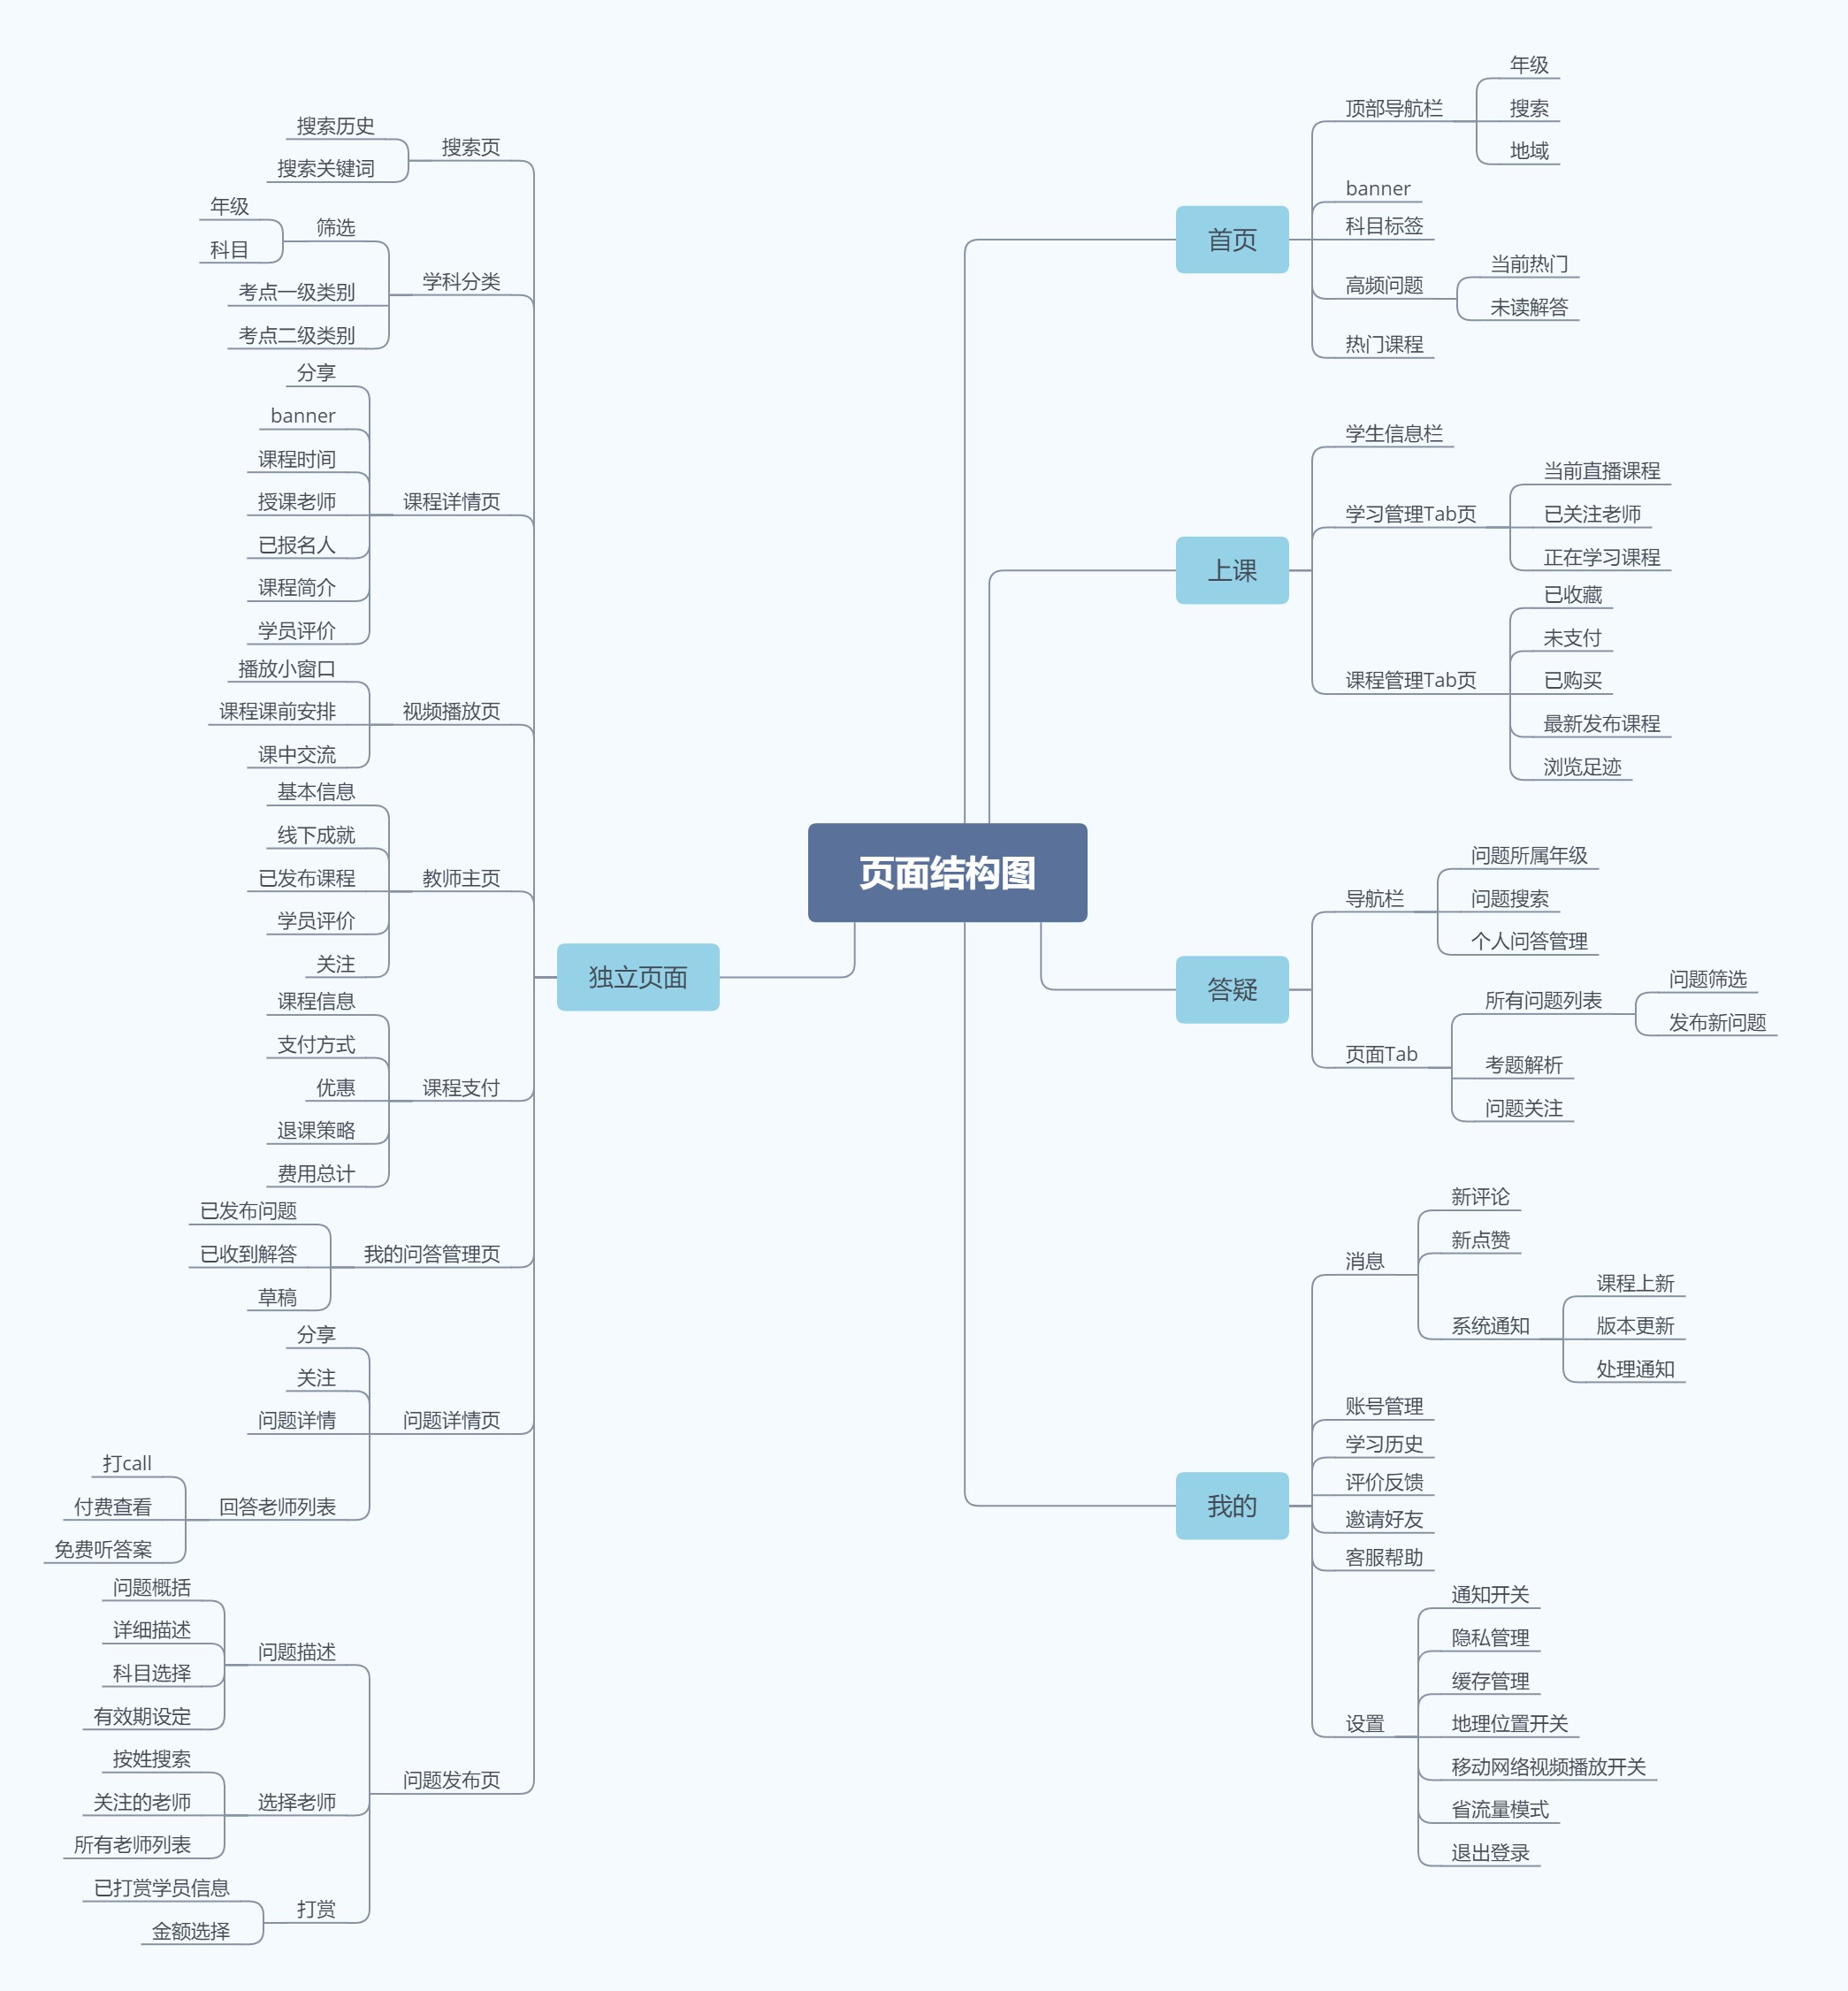 页面结构图
首页
顶部导航栏
年级
搜索
地域
banner
科目标签
高频问题
当前热门
未读解答
热门课程
上课
学生信息栏
学习管理Tab页
当前直播课程
已关注老师
正在学习课程
课程管理Tab页
已收藏
未支付
已购买
最新发布课程
浏览足迹
答疑
导航栏
问题所属年级
问题搜索
个人问答管理
页面Tab
所有问题列表
问题筛选
发布新问题
考题解析
问题关注
我的
消息
新评论
新点赞
系统通知
课程上新
版本更新
处理通知
账号管理
学习历史
评价反馈
邀请好友
客服帮助
设置
通知开关
隐私管理
缓存管理
地理位置开关
移动网络视频播放开关
省流量模式
退出登录
独立页面
搜索页
搜索历史
搜索关键词
学科分类
筛选
年级
科目
考点一级类别
考点二级类别
课程详情页
分享
banner
课程时间
授课老师
已报名人
课程简介
学员评价
视频播放页
播放小窗口
课程课前安排
课中交流
教师主页
基本信息
线下成就
已发布课程
学员评价
关注
课程支付
课程信息
支付方式
优惠
退课策略
费用总计
我的问答管理页
已发布问题
已收到解答
草稿
问题详情页
分享
关注
问题详情
回答老师列表
打call
付费查看
免费听答案
问题发布页
问题描述
问题概括
详细描述
科目选择
有效期设定
选择老师
按姓搜索
关注的老师
所有老师列表
打赏
已打赏学员信息
金额选择